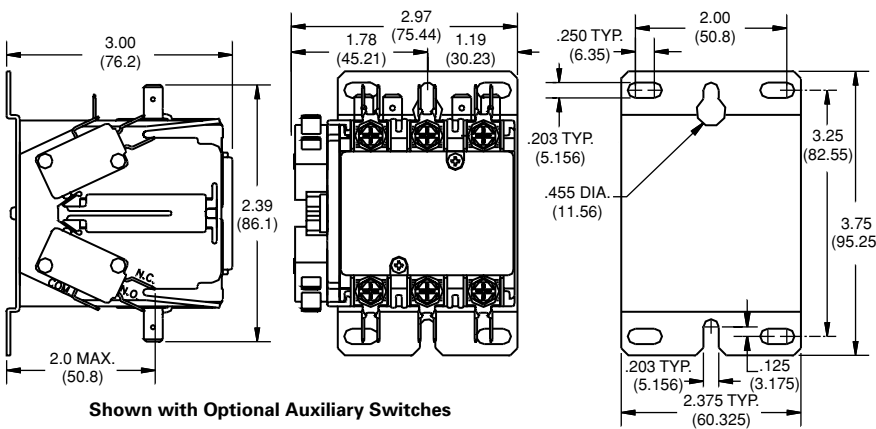 3.00
(76.2)
2.39
(86.1)
N.C.
COM
N.O.
2.0 MAX.
(50.8)
2.97
(75.44)
1.78
(45.21)
1.19
(30.23)
.250 TYP.
(6.35)
2.00
(50.8)
.203 TYP.
(5.156)
.455 DIA.
(11.56)
3.25
(82.55)
3.75
(95.25
.203 TYP.
(5.156)
.125
(3.175)
2.375 TYP.
(60.325)
Shown with Optional Auxiliary Switches